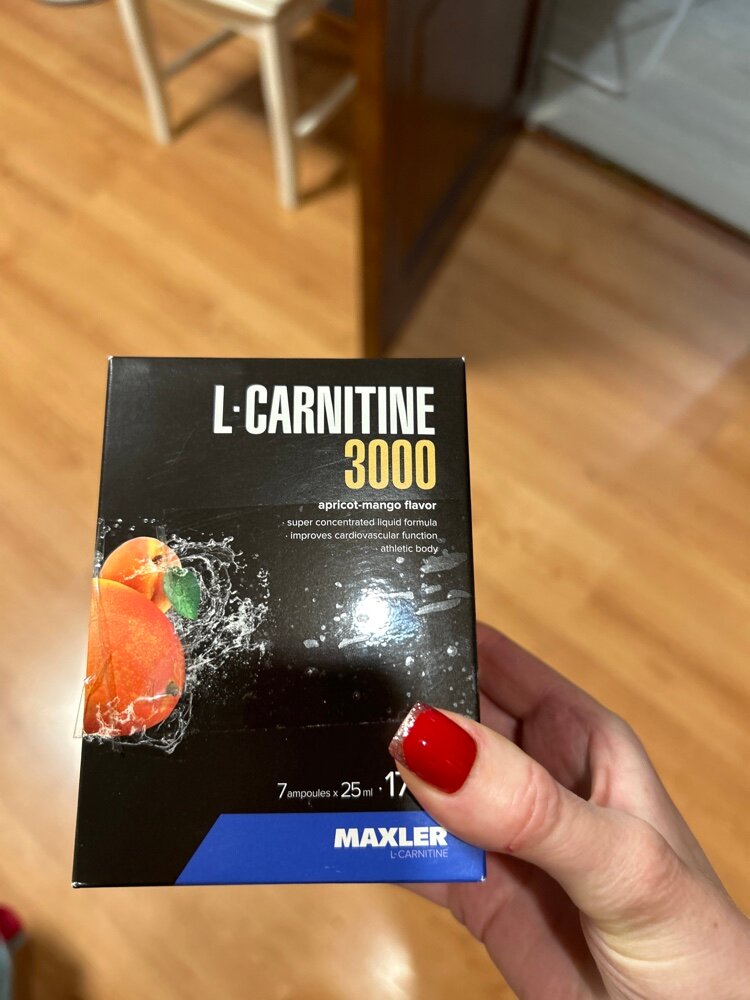 L·CARNITINE
3000
apricot-mango flavor
· super concentrated liquid formula
· improves cardiovascular function
· athletic body
7 ampoules x 25 ml · 17
MAXLER
L·CARNITINE